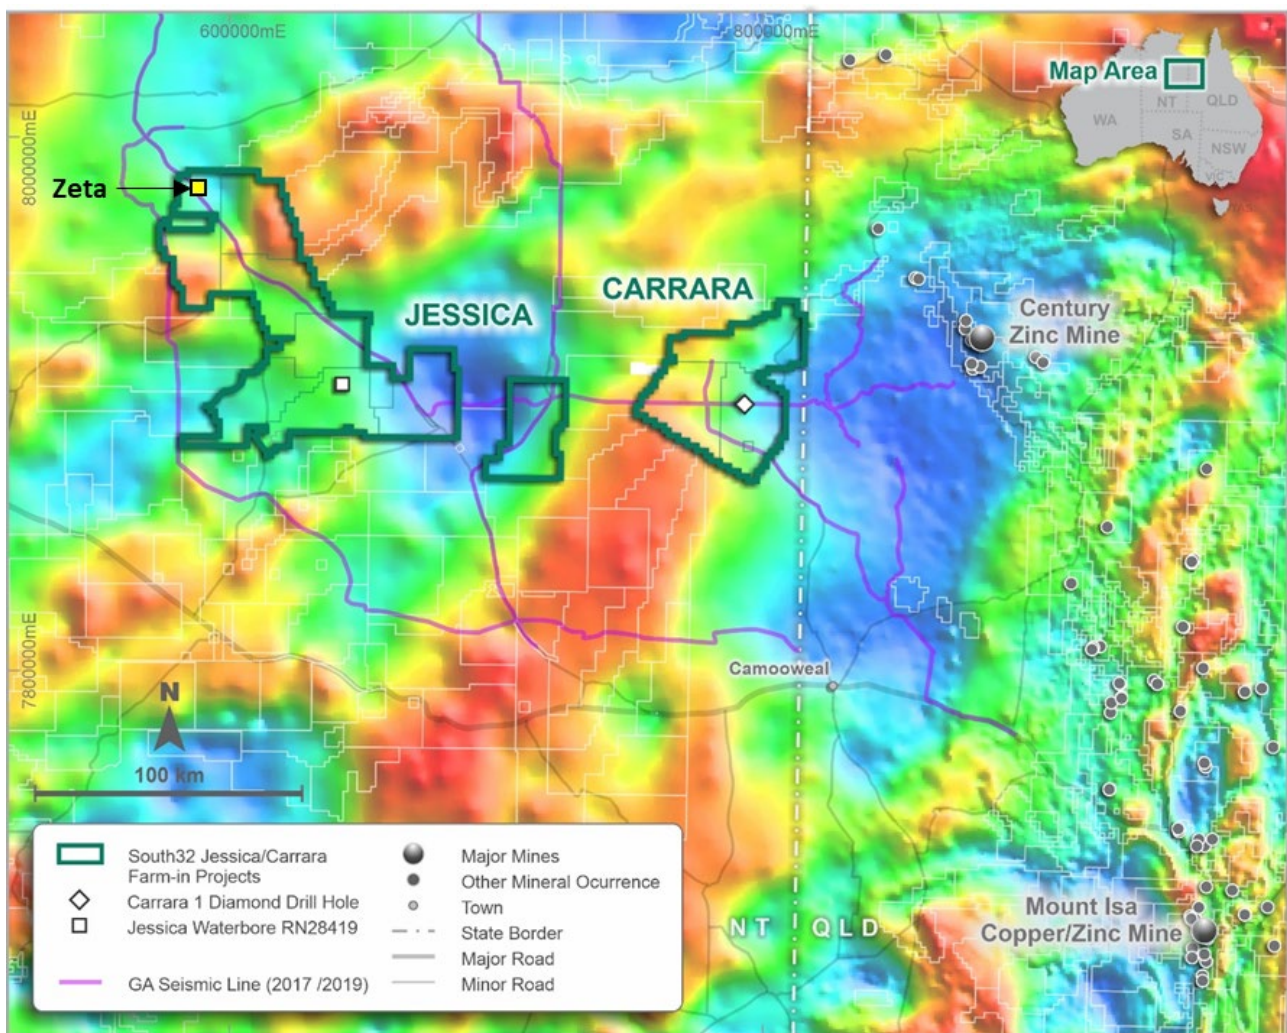 600000mE
800000mE
8000000mE
7800000mE
Map Area
WA
NT
QLD
SA
NSW
VIC
TAS
Zeta
JESSICA
CARRARA
Century
Zinc Mine
Camooweal
N
100 km
NT QLD
Mount Isa
Copper/Zinc Mine
South32 Jessica/Carrara
Farm-in Projects
Carrara 1 Diamond Drill Hole
Jessica Waterbore RN28419
GA Seismic Line (2017 /2019)
Major Mines
Other Mineral Ocurrence
Town
State Border
Major Road
Minor Road